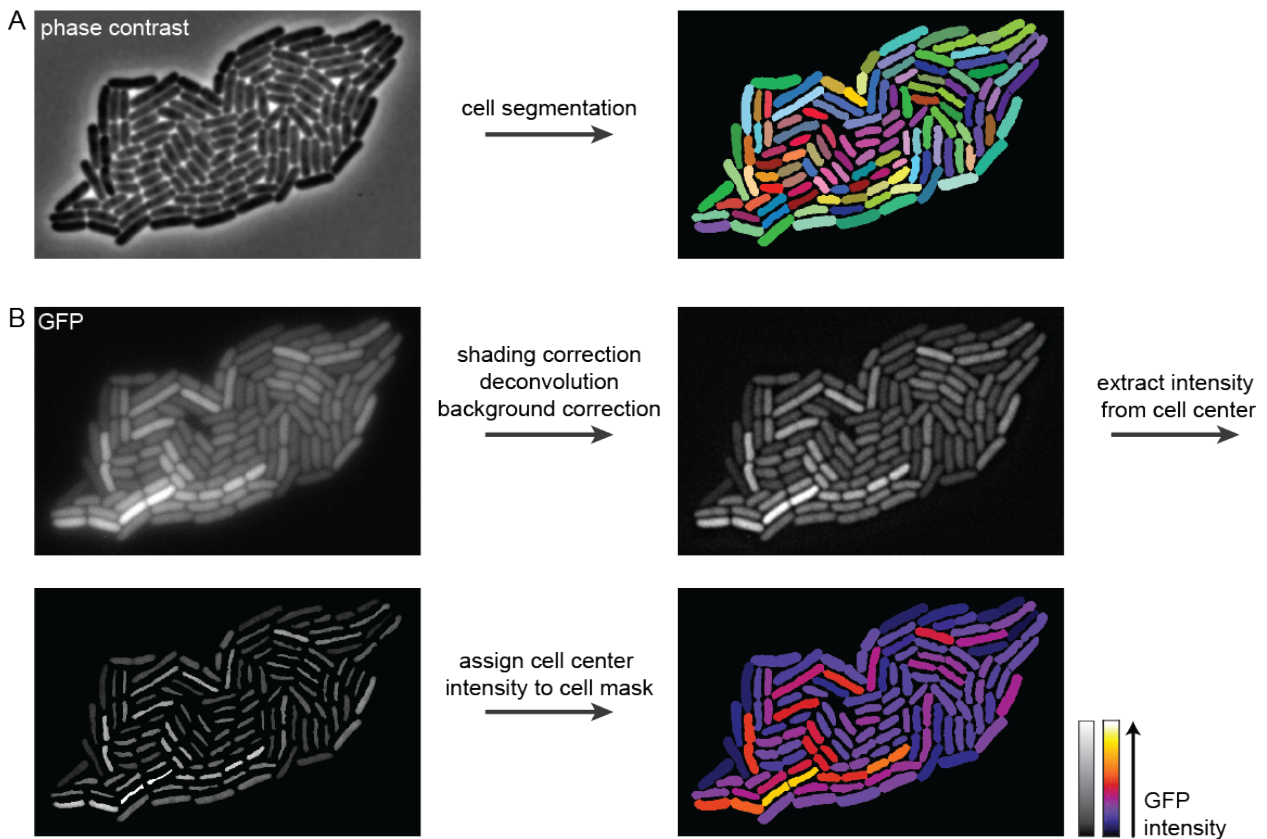 A
phase contrast
cell segmentation
B
GFP
shading correction
deconvolution
background correction
extract intensity
from cell center
assign cell center
intensity to cell mask
GFP
intensity